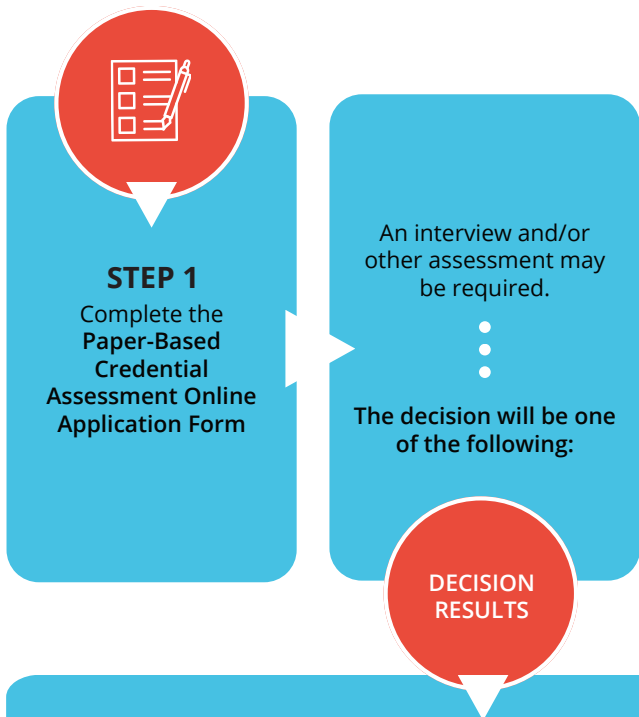 STEP 1
Complete the
Paper-Based
Credential
Assessment Online
Application Form
An interview and/or
other assessment may
be required.
The decision will be one
of the following:
DECISION
RESULTS